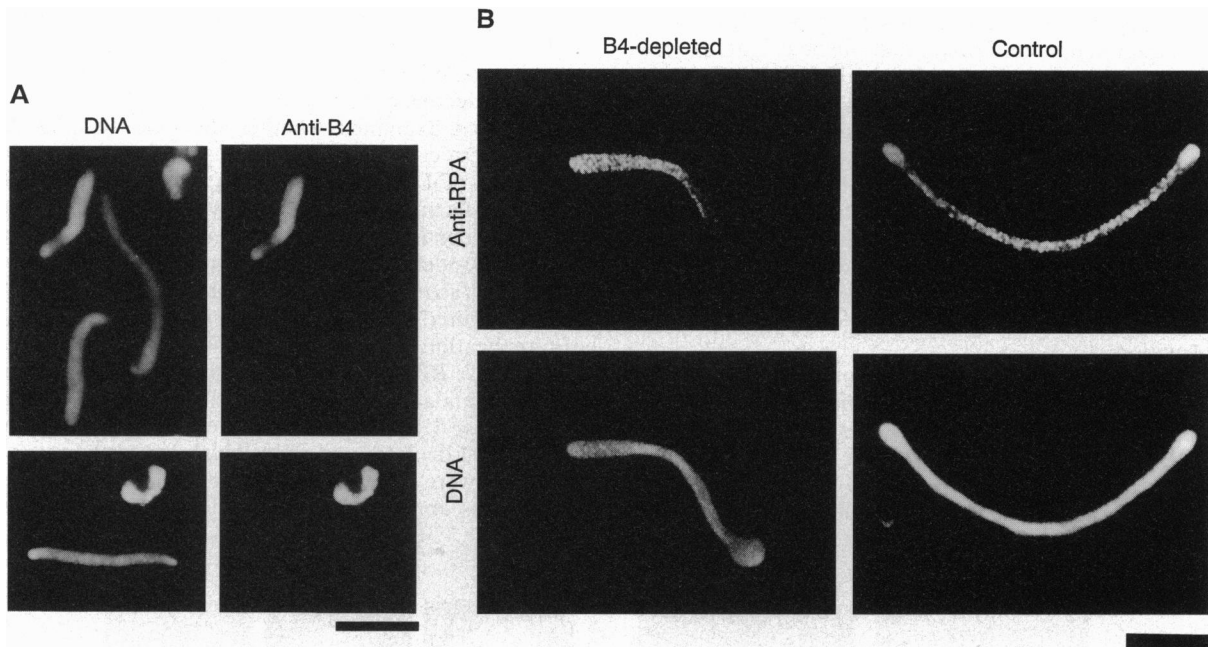 A
DNA
Anti-B4
B
B4-depleted
Control
Anti-RPA
DNA